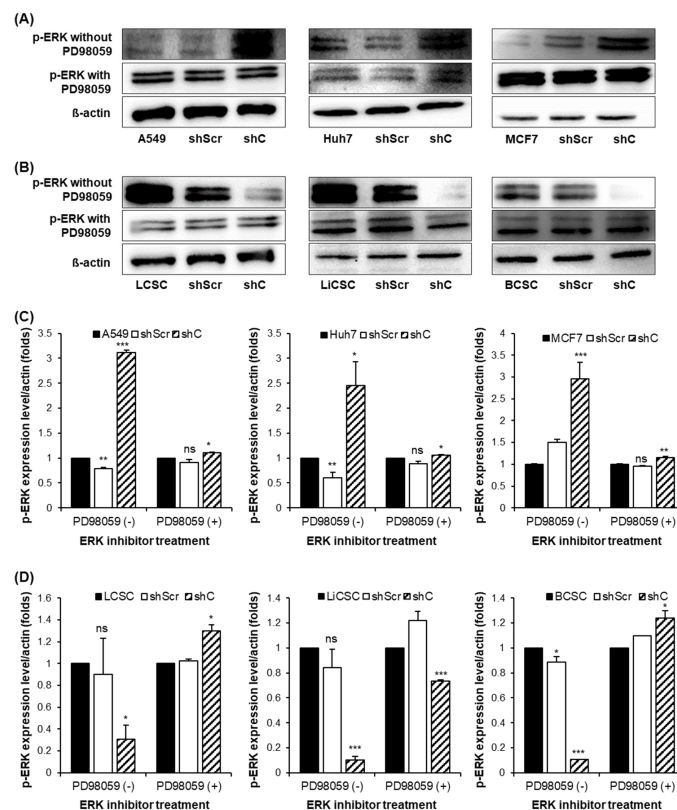 (A)
p-ERK without
PD98059
p-ERK with
PD98059
ß-actin
A549 shScr shC
Huh7 shScr shC
MCF7 shScr shC
(B)
p-ERK without
PD98059
p-ERK with
PD98059
ß-actin
LCSC shScr shC
LiCSC shScr shC
BCSC shScr shC
(C)
p-ERK expression level/actin (folds)
A549 shScr shC
3.5
3
2.5
2
1.5
1
0.5
0
**
***
ns
*
PD98059 (-) PD98059 (+)
ERK inhibitor treatment
p-ERK expression level/actin (folds)
Huh7 shScr shC
3.5
3
2.5
2
1.5
1
0.5
0
**
*
ns
*
PD98059 (-) PD98059 (+)
ERK inhibitor treatment
p-ERK expression level/actin (folds)
MCF7 shScr shC
4
3.5
3
2.5
2
1.5
1
0.5
0
***
ns
**
PD98059 (-) PD98059 (+)
ERK inhibitor treatment
(D)
p-ERK expression level/actin (folds)
LCSC shScr shC
1.6
1.4
1.2
1
0.8
0.6
0.4
0.2
0
ns
*
*
PD98059 (-) PD98059 (+)
ERK inhibitor treatment
p-ERK expression level/actin (folds)
LiCSC shScr shC
1.4
1.2
1
0.8
0.6
0.4
0.2
0
ns
***
***
PD98059 (-) PD98059 (+)
ERK inhibitor treatment
p-ERK expression level/actin (folds)
BCSC shScr shC
1.4
1.2
1
0.8
0.6
0.4
0.2
0
*
***
*
PD98059 (-) PD98059 (+)
ERK inhibitor treatment